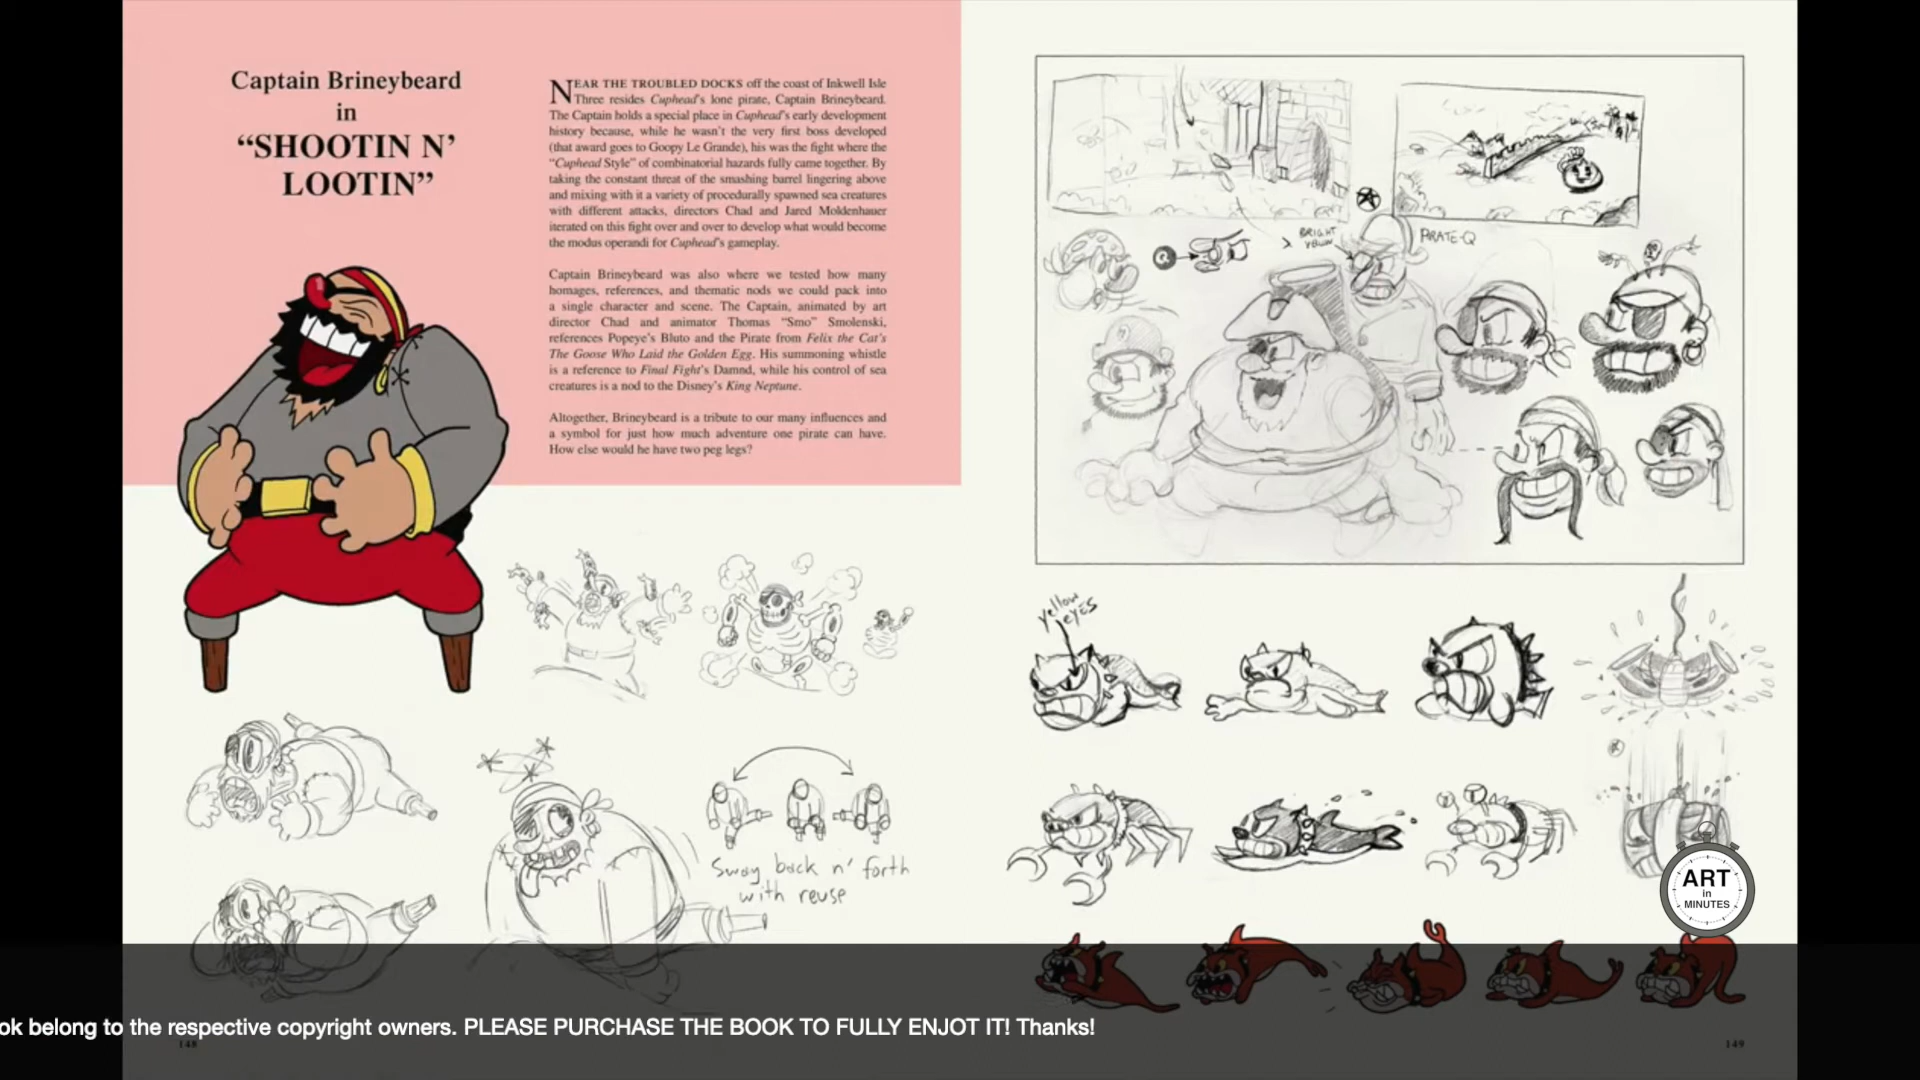 Captain Brineybeard
in
“SHOOTIN N’
LOOTIN”
NEAR THE TROUBLED DOCKS off the coast of Inkwell Isle
Three resides Cuphead’s lone pirate, Captain Brineybeard.
The Captain holds a special place in Cuphead’s early development
history because, while he wasn’t the very first boss developed
(that award goes to Goopy Le Grande), his was the fight where the
“Cuphead Style” of combinatorial hazards fully came together. By
taking the constant threat of the smashing barrel lingering above
and mixing with it a variety of procedurally spawned sea creatures
with different attacks, directors Chad and Jared Moldenhauer
iterated on this fight over and over to develop what would become
the modus operandi for Cuphead’s gameplay.
Captain Brineybeard was also where we tested how many
homages, references, and thematic nods we could pack into
a single character and scene. The Captain, animated by art
director Chad and animator Thomas “Smo” Smolenski,
references Popeye’s Bluto and the Pirate from Felix the Cat’s
The Goose Who Laid the Golden Egg. His summoning whistle
is a reference to Final Fight’s Damnd, while his control of sea
creatures is a nod to the Disney’s King Neptune.
Altogether, Brineybeard is a tribute to our many influences and
a symbol for just how much adventure one pirate can have.
How else would he have two peg legs?
BRIGHT
YELLOW
PIRATE-Q
yellow
eyes
Sway back n' forth
with reuse
ART
in
MINUTES
ok belong to the respective copyright owners. PLEASE PURCHASE THE BOOK TO FULLY ENJOT IT! Thanks!
148
149